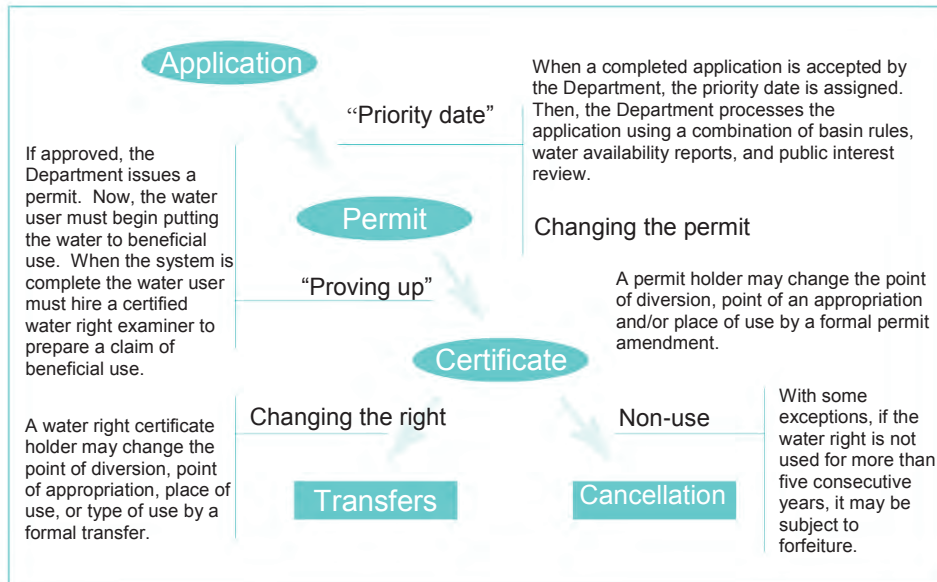 Application
When a completed application is accepted by
the Department, the priority date is assigned.
Then, the Department processes the
application using a combination of basin rules,
water availability reports, and public interest
review.
“Priority date”
If approved, the
Department issues a
permit. Now, the water
user must begin putting
the water to beneficial
use. When the system is
complete the water user
must hire a certified
water right examiner to
prepare a claim of
beneficial use.
Permit
Changing the permit
“Proving up”
A permit holder may change the point
of diversion, point of an appropriation
and/or place of use by a formal permit
amendment.
Certificate
Changing the right
A water right certificate
holder may change the
point of diversion, point
of appropriation, place of
use, or type of use by a
formal transfer.
Non-use
With some
exceptions, if the
water right is not
used for more than
five consecutive
years, it may be
subject to
forfeiture.
Transfers
Cancellation